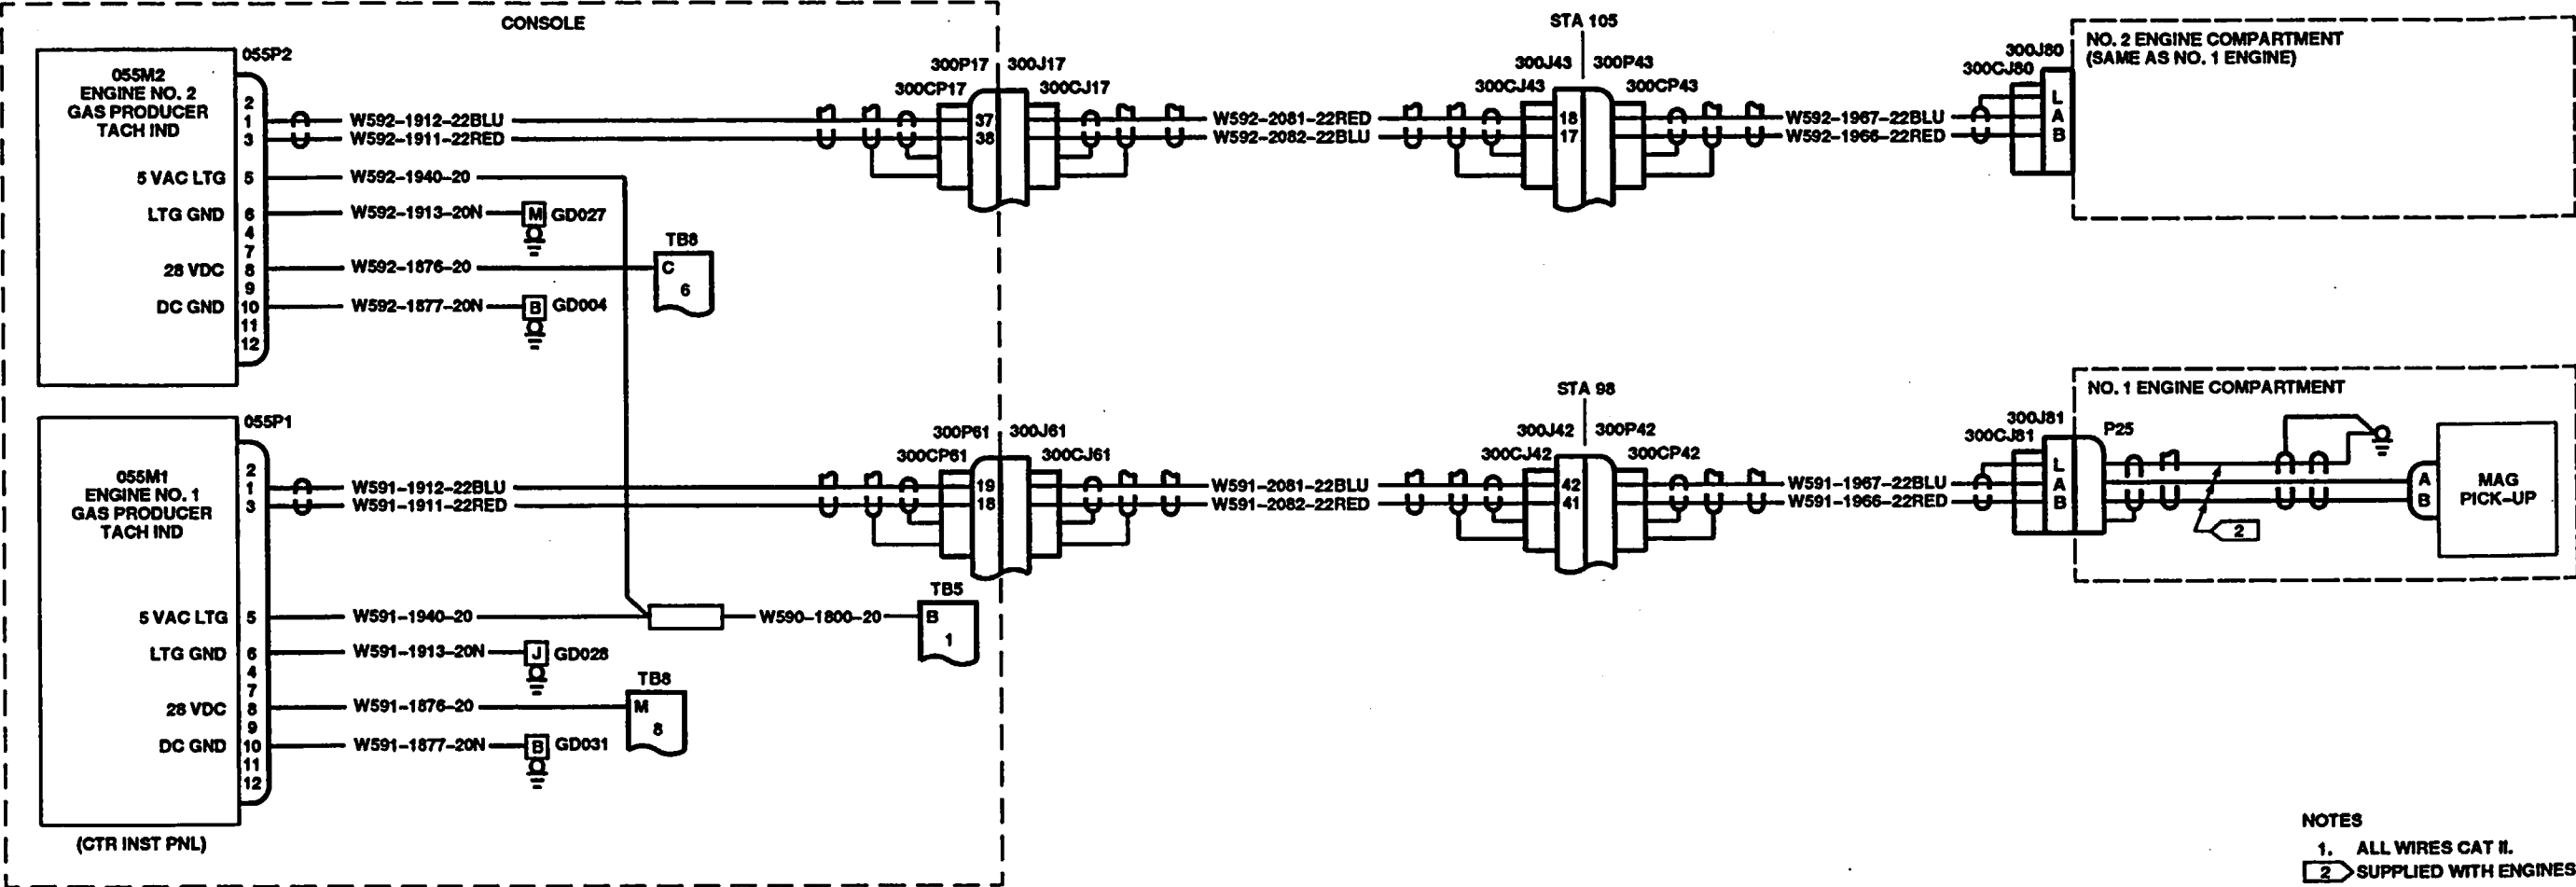 CONSOLE
055M2
ENGINE NO. 2
GAS PRODUCER
TACH IND
055P2
2
1
3
W592-1912-22BLU
W592-1911-22RED
5 VAC LTG 5 W592-1940-20
LTG GND 6 W592-1913-20N M GD027
4
7
28 VDC 8 W592-1876-20
TB8
C
6
9
DC GND 10 W592-1877-20N B GD004
11
12
300P17 300J17
300CP17 300CJ17
37
38
W592-2081-22RED
W592-2082-22BLU
STA 105
300J43 300P43
300CJ43 300CP43
18
17
W592-1967-22BLU
W592-1966-22RED
300J80
300CJ80
L
A
B
NO. 2 ENGINE COMPARTMENT
(SAME AS NO. 1 ENGINE)
055M1
ENGINE NO. 1
GAS PRODUCER
TACH IND
055P1
2
1
3
W591-1912-22BLU
W591-1911-22RED
5 VAC LTG 5 W591-1940-20
W590-1800-20
TB5
B
1
LTG GND 6 W591-1913-20N J GD028
4
7
28 VDC 8 W591-1876-20
TB8
M
8
9
DC GND 10 W591-1877-20N B GD031
11
12
(CTR INST PNL)
300P61 300J61
300CP61 300CJ61
19
18
W591-2081-22BLU
W591-2082-22RED
STA 98
300J42 300P42
300CJ42 300CP42
42
41
W591-1967-22BLU
W591-1966-22RED
300J81
300CJ81
L
A
B
NO. 1 ENGINE COMPARTMENT
P25
2
A
B
MAG
PICK-UP
NOTES
1. ALL WIRES CAT II.
2 SUPPLIED WITH ENGINES